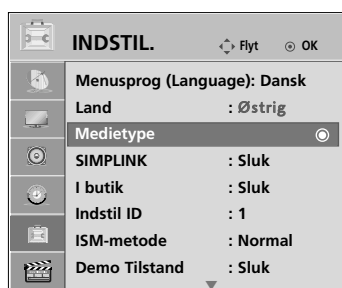 INDSTIL. Flyt OK
Menusprog (Language): Dansk
Land : Østrig
Medietype
SIMPLINK : Sluk
I butik : Sluk
Indstil ID : 1
ISM-metode : Normal
Demo Tilstand : Sluk